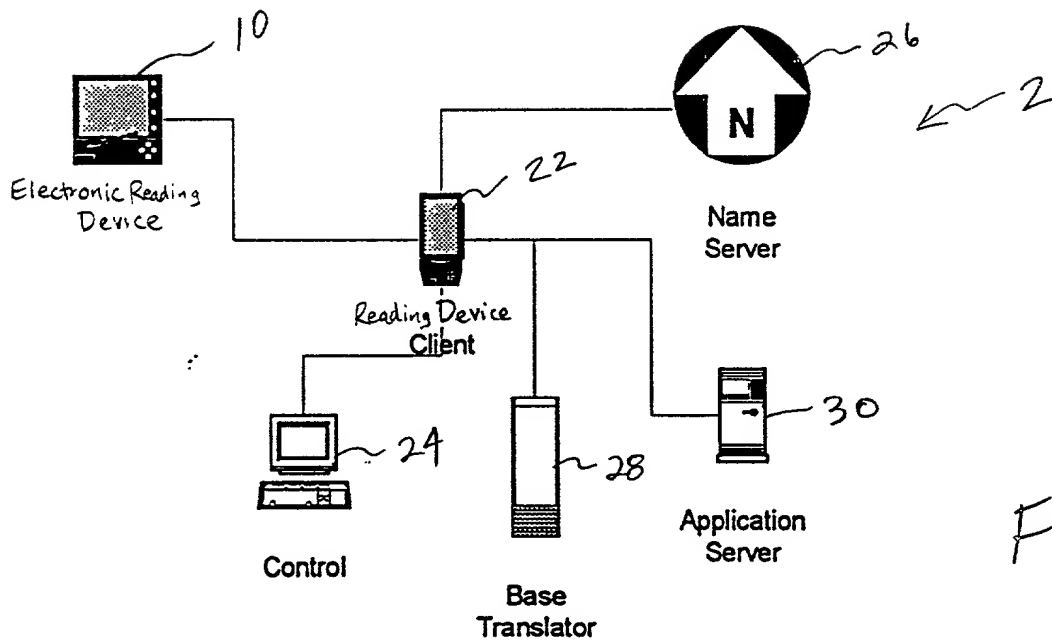 10
Electronic Reading
Device
26
N
Name
Server
2
22
Reading Device
Client
24
Control
28
Base
Translator
30
Application
Server
F